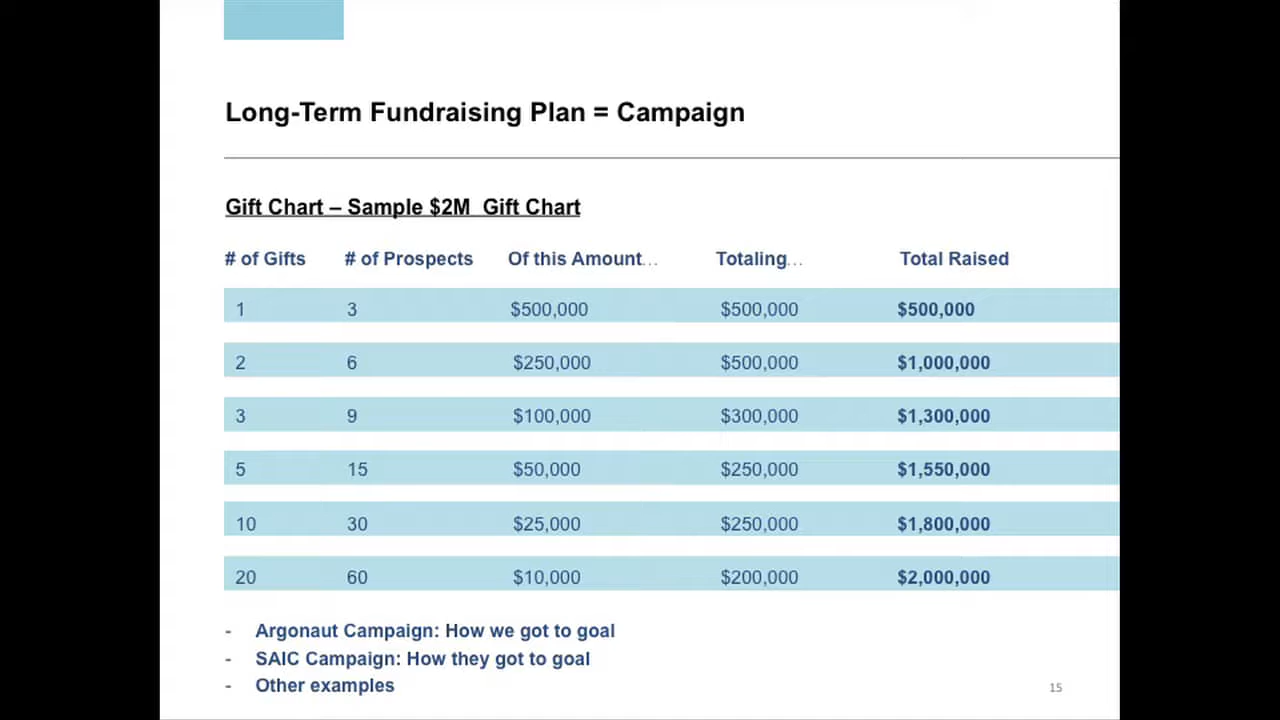 Long-Term Fundraising Plan = Campaign
Gift Chart – Sample $2M  Gift Chart
# of Gifts # of Prospects Of this Amount… Totaling… Total Raised
1 3 $500,000 $500,000 $500,000
2 6 $250,000 $500,000 $1,000,000
3 9 $100,000 $300,000 $1,300,000
5 15 $50,000 $250,000 $1,550,000
10 30 $25,000 $250,000 $1,800,000
20 60 $10,000 $200,000 $2,000,000
- Argonaut Campaign: How we got to goal
- SAIC Campaign: How they got to goal
- Other examples
15